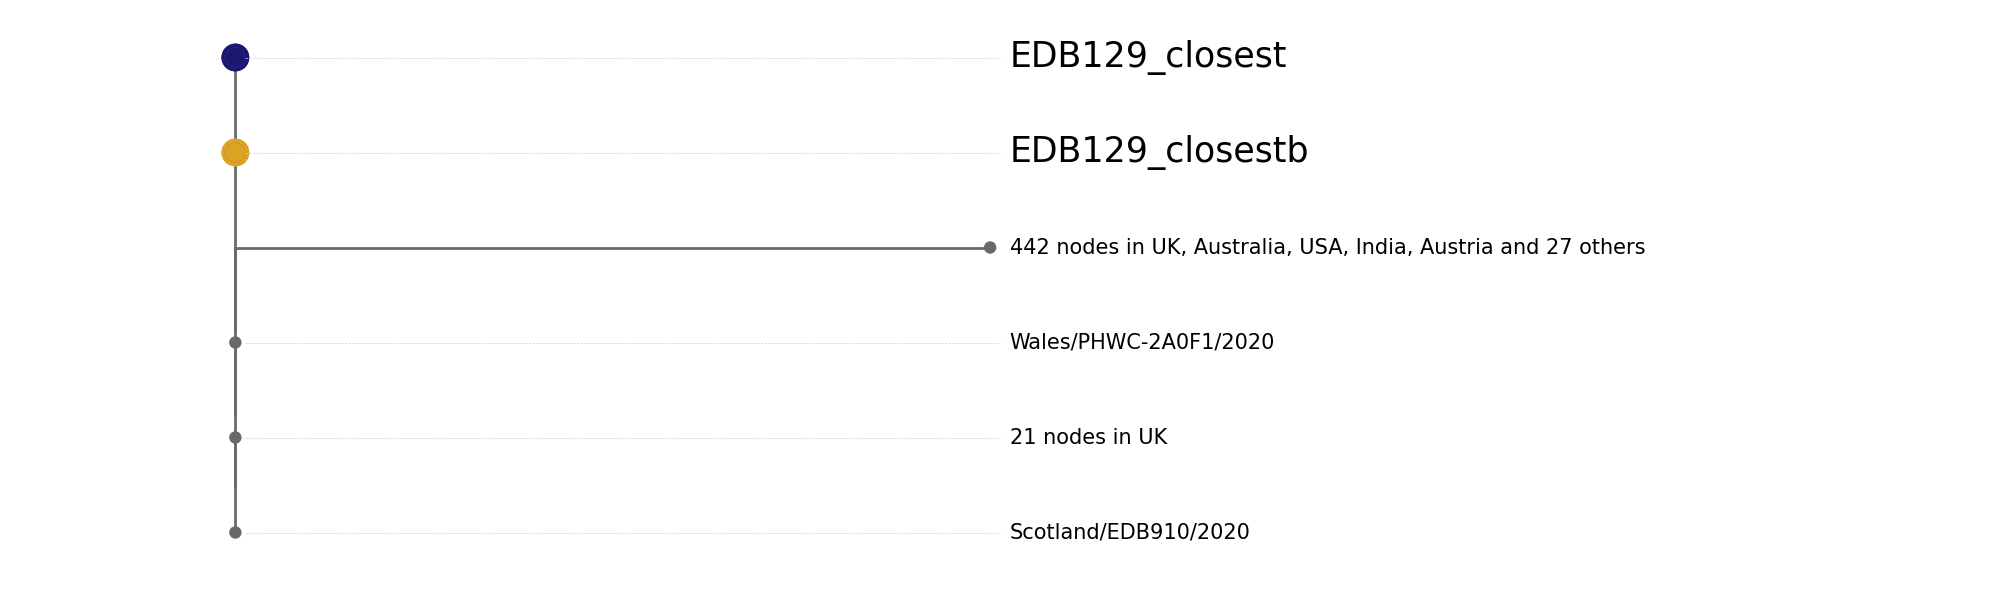 EDB129_closest
EDB129_closestb
442 nodes in UK, Australia, USA, India, Austria and 27 others
Wales/PHWC-2A0F1/2020
21 nodes in UK
Scotland/EDB910/2020